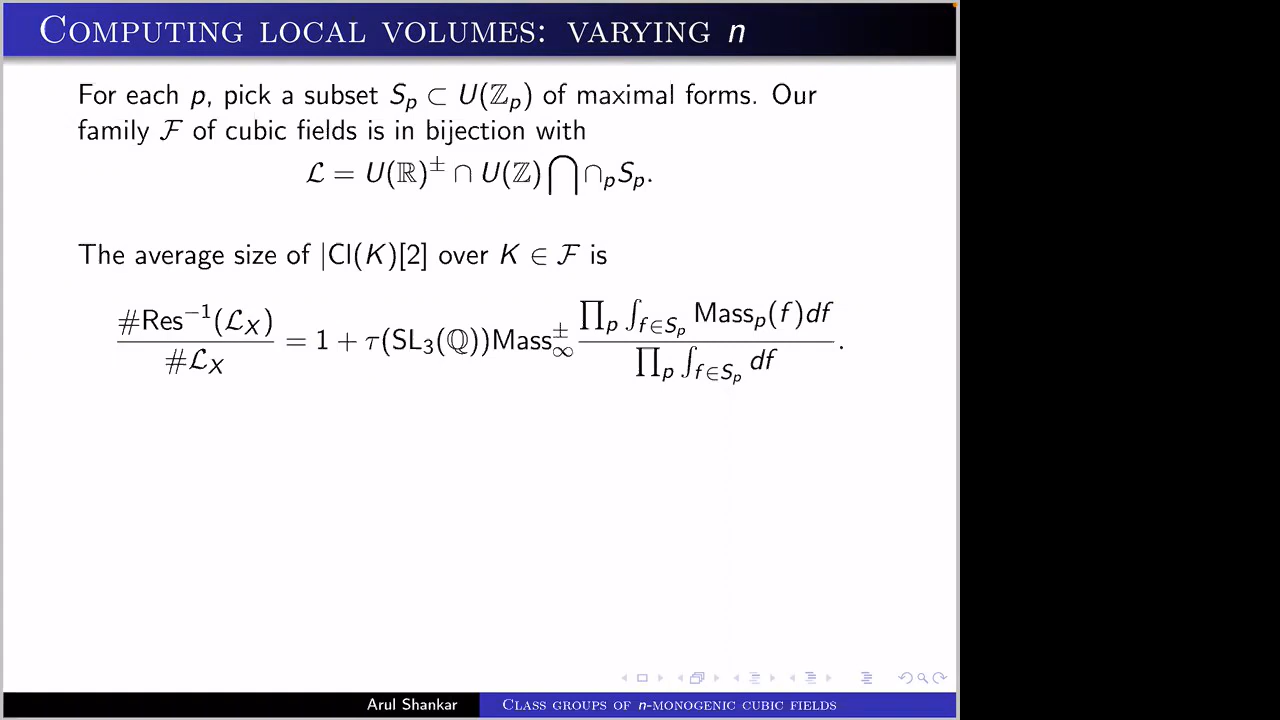 Computing local volumes: varying n
For each p, pick a subset S_p ⊂ U(ℤ_p) of maximal forms. Our
family ℱ of cubic fields is in bijection with
ℒ = U(ℝ)^± ∩ U(ℤ) ⋂ ∩_p S_p.
The average size of |Cl(K)[2] over K ∈ ℱ is
#Res^{−1}(ℒ_X) / #ℒ_X = 1 + τ(SL_3(ℚ))Mass_∞^± ∏_p ∫_{f∈S_p} Mass_p(f)df / ∏_p ∫_{f∈S_p} df.
Arul Shankar Class groups of n-monogenic cubic fields